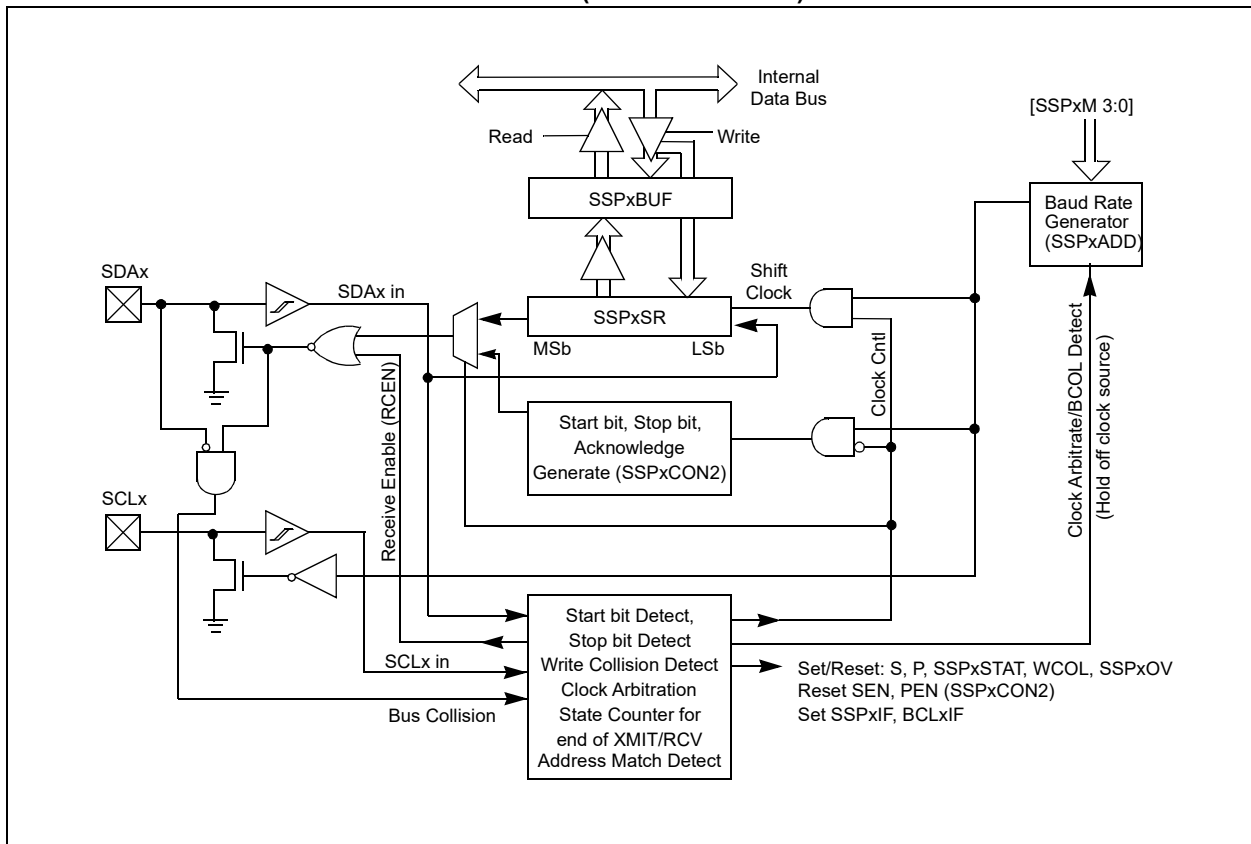 Internal
Data Bus
[SSPxM 3:0]
Read
Write
SSPxBUF
Baud Rate
Generator
(SSPxADD)
SDAx
SDAx in
Shift
Clock
SSPxSR
MSb
LSb
Clock Cntl
Clock Arbitrate/BCOL Detect
(Hold off clock source)
Receive Enable (RCEN)
Start bit, Stop bit,
Acknowledge
Generate (SSPxCON2)
SCLx
Start bit Detect,
Stop bit Detect
Write Collision Detect
Clock Arbitration
State Counter for
end of XMIT/RCV
Address Match Detect
SCLx in
Bus Collision
Set/Reset: S, P, SSPxSTAT, WCOL, SSPxOV
Reset SEN, PEN (SSPxCON2)
Set SSPxIF, BCLxIF